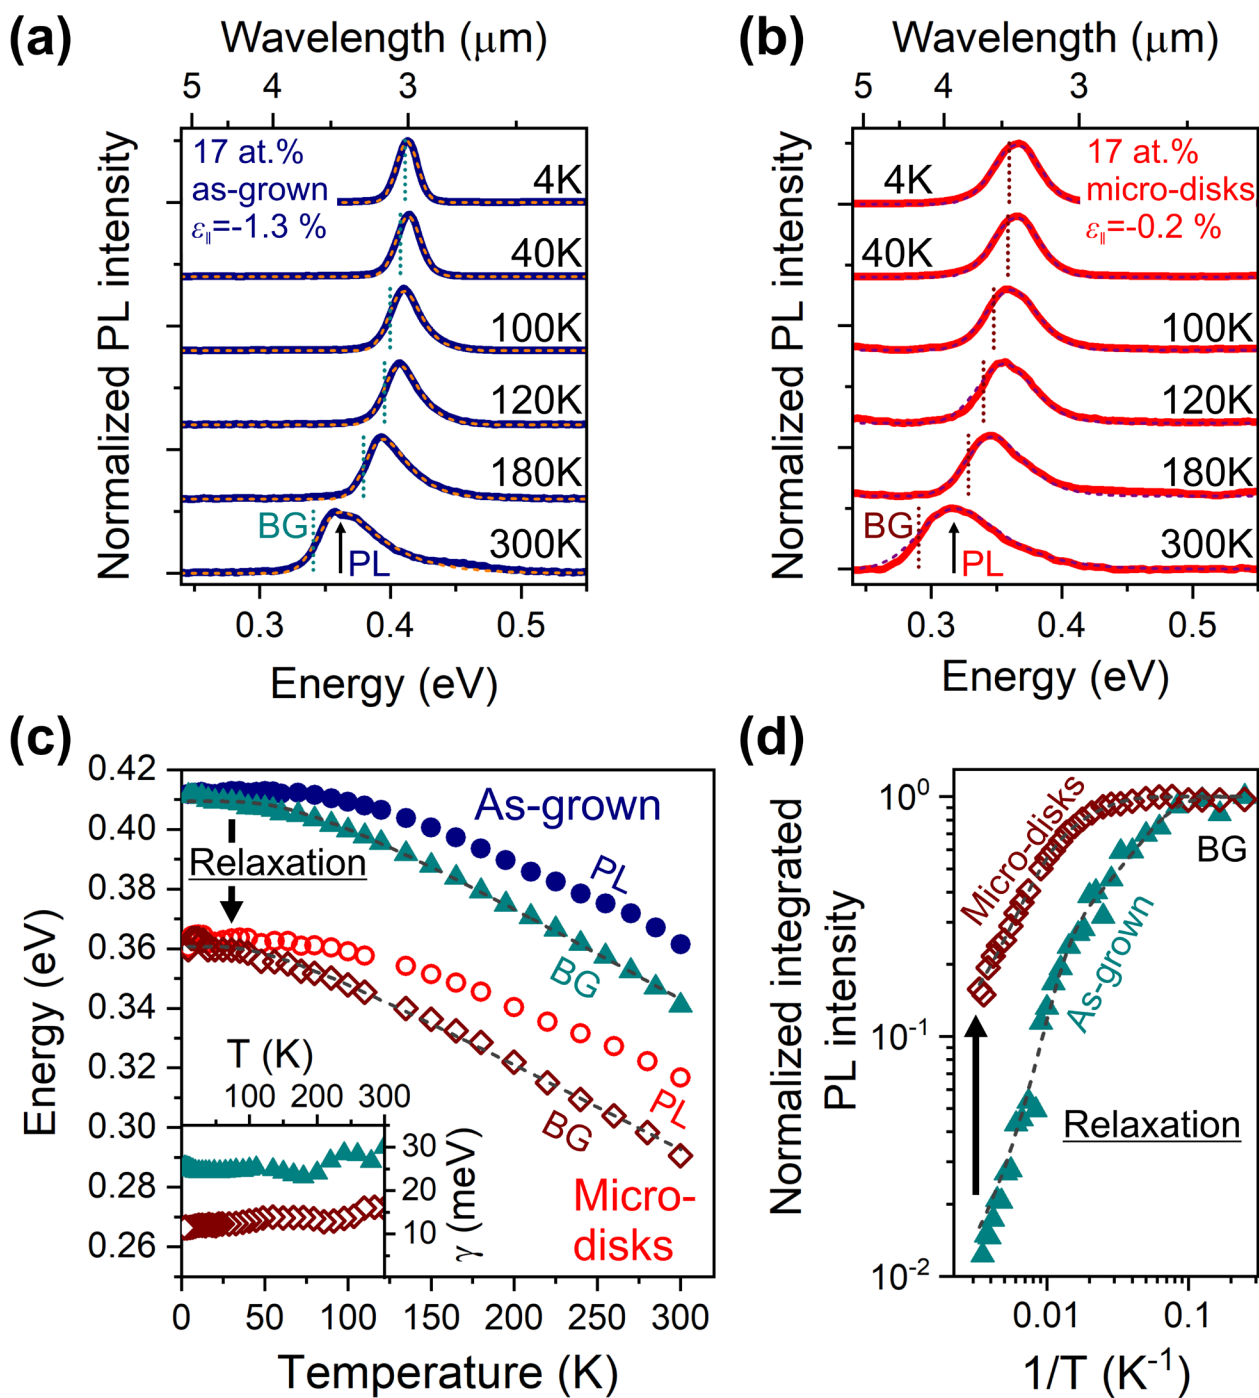 (a)
Wavelength (μm)
5 4 3
17 at.%
as-grown
ε||=-1.3 %
4K
40K
100K
120K
180K
300K
BG
PL
Normalized PL intensity
0.3 0.4 0.5
Energy (eV)
(b)
Wavelength (μm)
5 4 3
17 at.%
micro-disks
ε||=-0.2 %
4K
40K
100K
120K
180K
300K
BG
PL
Normalized PL intensity
0.3 0.4 0.5
Energy (eV)
(c)
0.42
0.40
0.38
0.36
0.34
0.32
0.30
0.28
0.26
Energy (eV)
As-grown
PL
BG
Relaxation
PL
BG
Micro-
disks
T (K)
100 200 300
30
20
10
γ (meV)
0 50 100 150 200 250 300
Temperature (K)
(d)
Normalized integrated
PL intensity
10⁰
10⁻¹
10⁻²
Micro-disks
As-grown
BG
Relaxation
0.01 0.1
1/T (K⁻¹)